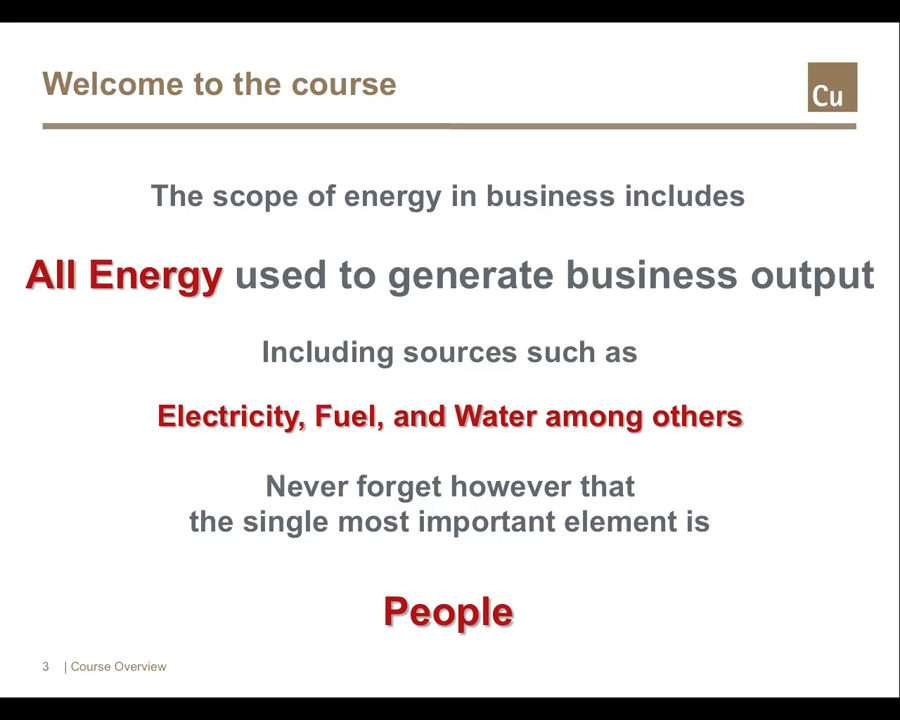 Welcome to the course
Cu
The scope of energy in business includes
All Energy used to generate business output
Including sources such as
Electricity, Fuel, and Water among others
Never forget however that
the single most important element is
People
3 | Course Overview